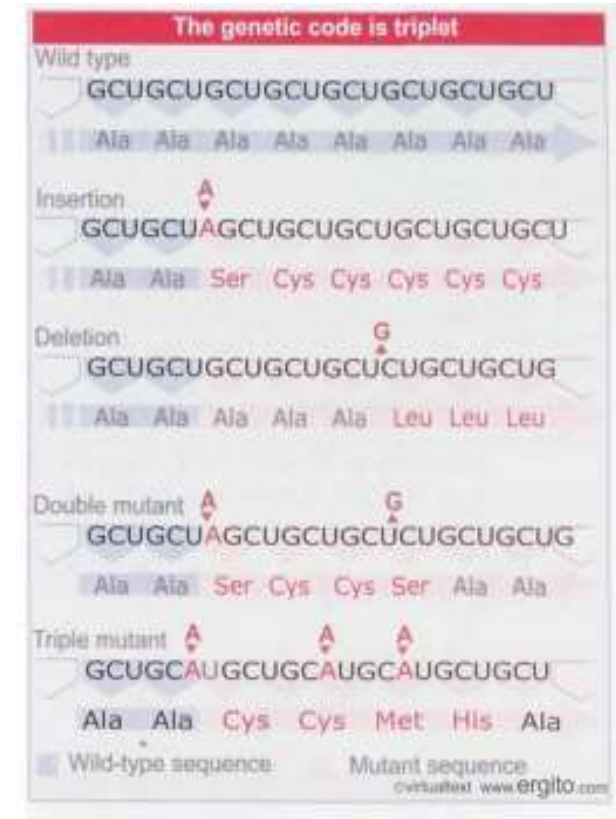 The genetic code is triplet
Wild type
GCUGCUGCUGCUGCUGCUGCUGCU
Ala Ala Ala Ala Ala Ala Ala Ala
Insertion
A
GCUGCUAGCUGCUGCUGCUGCUGCU
Ala Ala Ser Cys Cys Cys Cys Cys
Deletion
G
GCUGCUGCUGCUGCUCUGCUGCUG
Ala Ala Ala Ala Ala Leu Leu Leu
Double mutant
A G
GCUGCUAGCUGCUGCUCUGCUGCUG
Ala Ala Ser Cys Cys Ser Ala Ala
Triple mutant
A A A
GCUGCAUGCUGCAUGCAUGCUGCU
Ala Ala Cys Cys Met His Ala
Wild-type sequence Mutant sequence
©virtualtext www.ergito.com